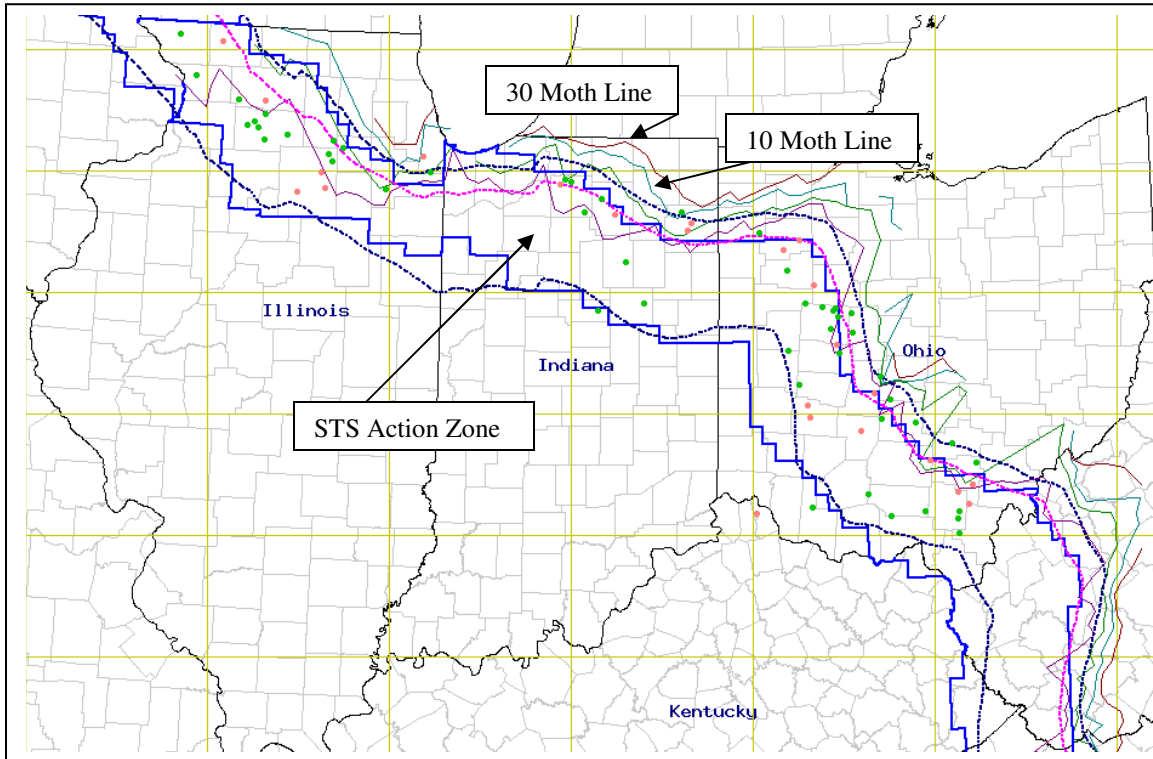 30 Moth Line
10 Moth Line
Illinois
Indiana
Ohio
STS Action Zone
Kentucky